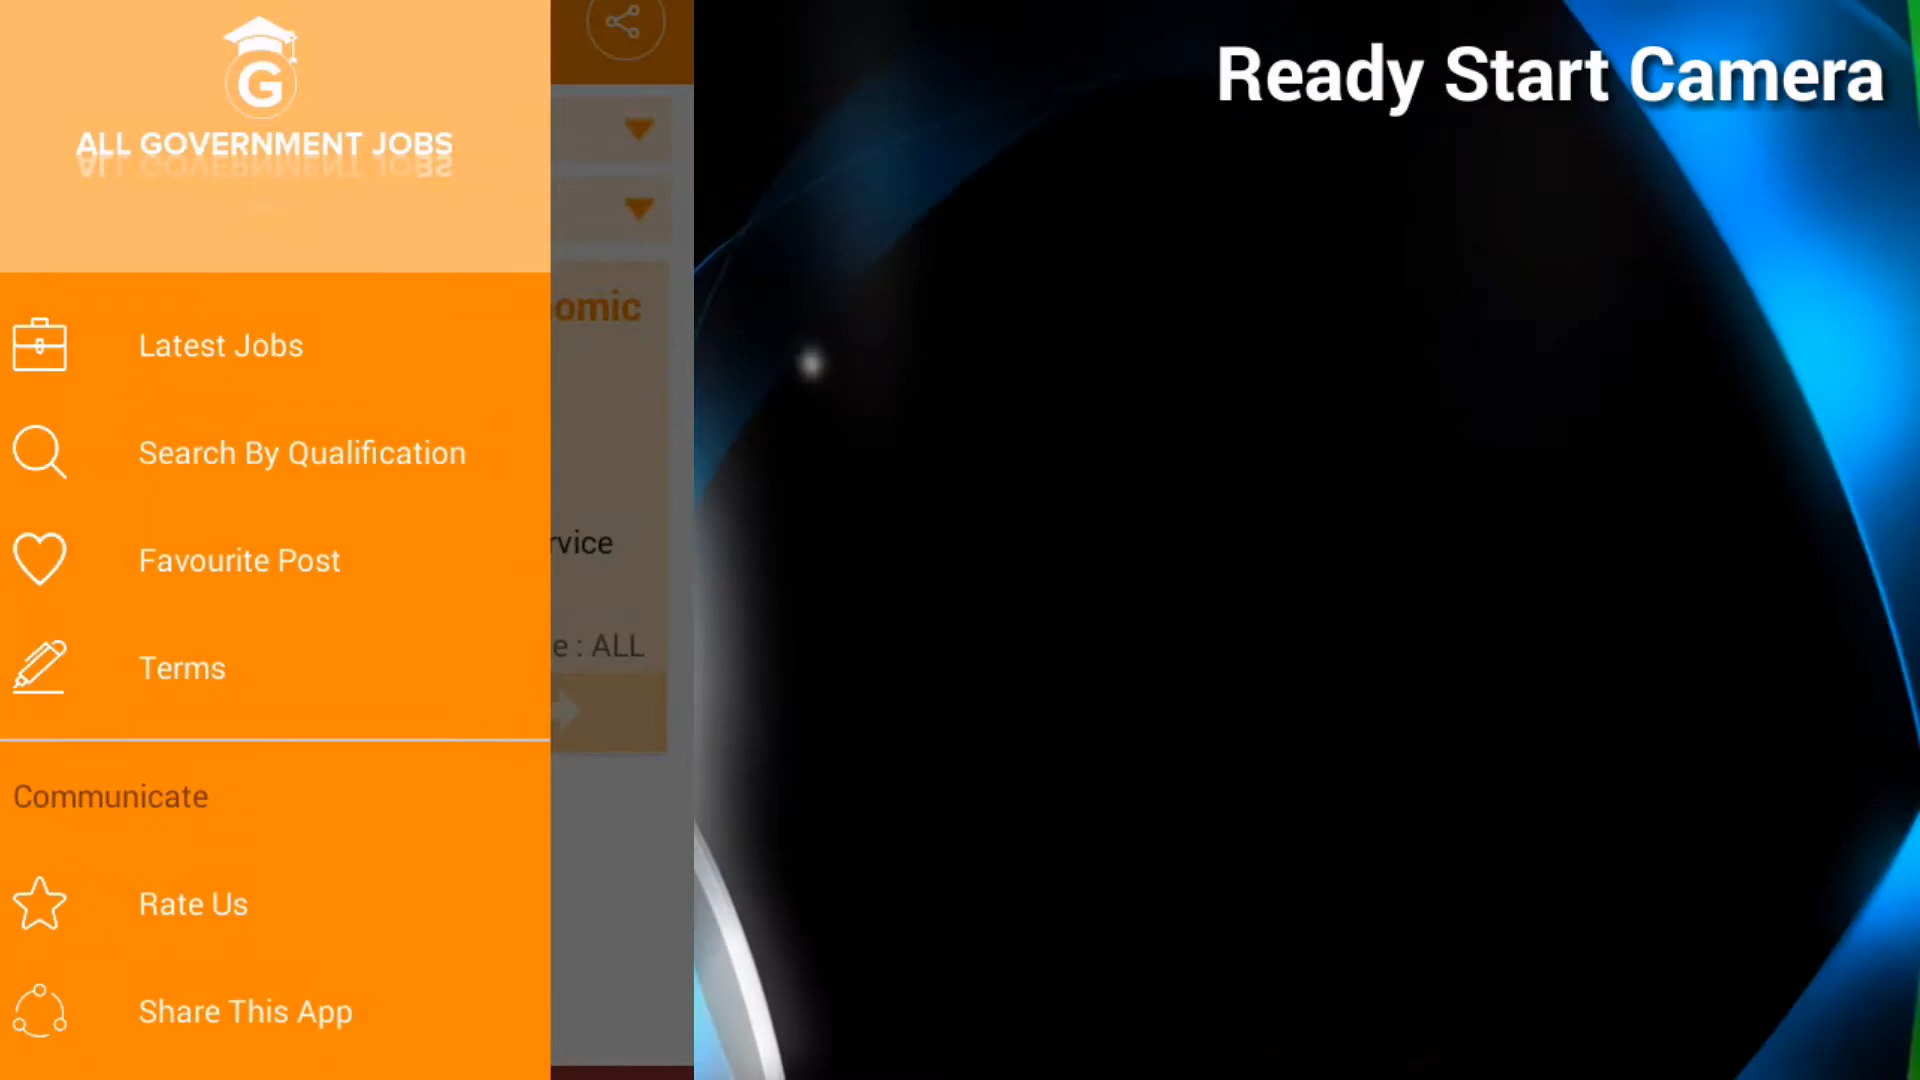 G
ALL GOVERNMENT JOBS
Latest Jobs
Search By Qualification
Favourite Post
Terms
Communicate
Rate Us
Share This App
omic
rvice
e : ALL
Ready Start Camera